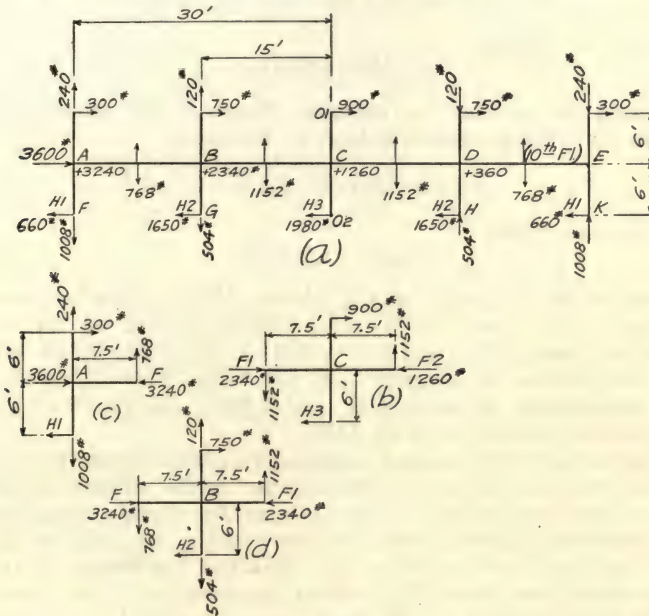 30'
15'
240#
300#
120#
750#
900#
O1
120#
750#
240#
300#
3600#
A
B
C
D
(10th Fl)
E
+3240
+2340#
+1260
+360
768#
1152#
1152#
768#
6'
6'
H1
F
H2
G
H3
O2
H2
H
H1
K
660#
1650#
1980#
1650#
660#
1008#
504#
504#
1008#
(a)
240#
300#
7.5'
768#
6'
6'
3600#
A
F
3240#
(c)
H1
1008#
900#
7.5'
7.5'
1152#
F1
C
F2
2340#
1260#
1152#
6'
H3
(b)
120#
750#
7.5'
7.5'
1152#
F
B
F1
3240#
2340#
768#
6'
H2
(d)
504#